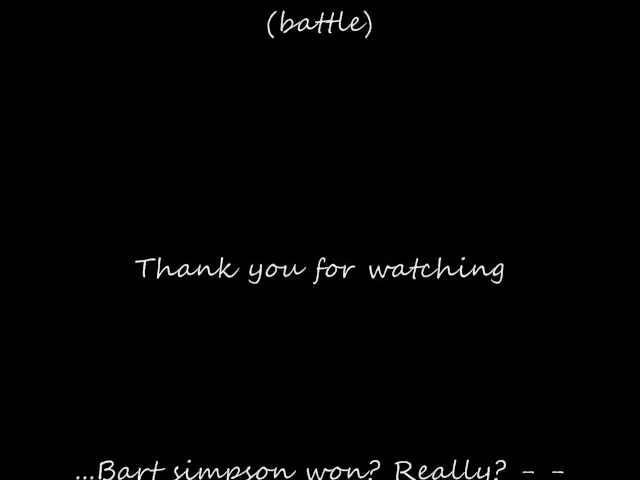 (battle)
Thank you for watching
...Bart simpson won? Really? - -